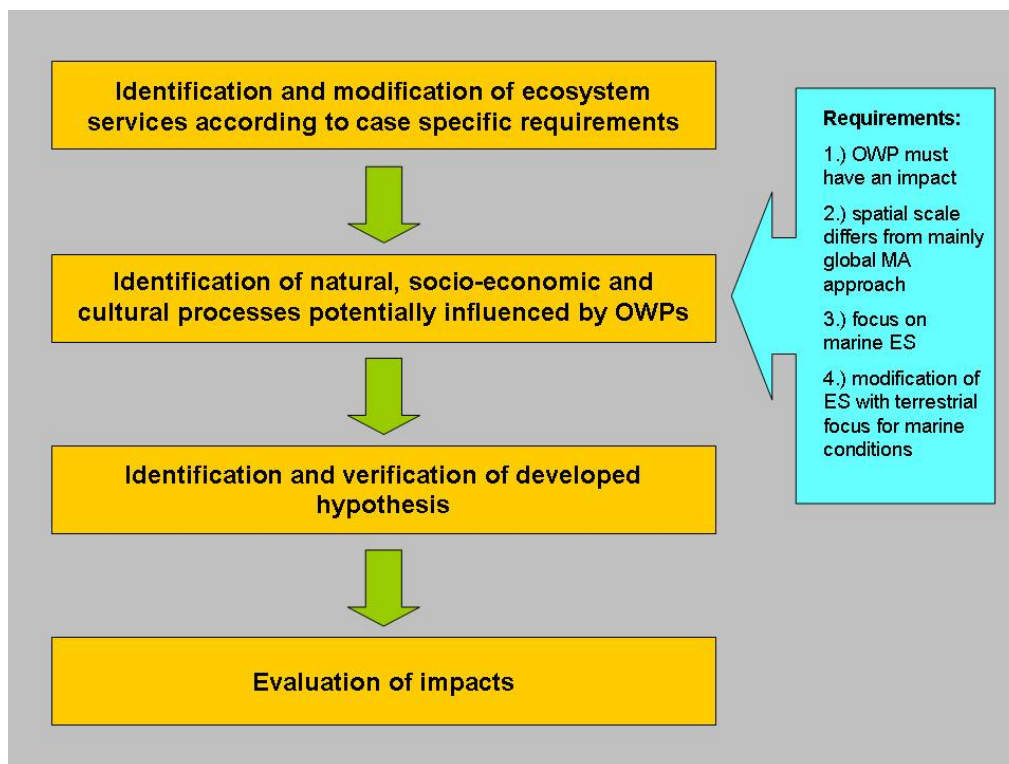 Identification and modification of ecosystem
services according to case specific requirements
Identification of natural, socio-economic and
cultural processes potentially influenced by OWPs
Identification and verification of developed
hypothesis
Evaluation of impacts
Requirements:
1.) OWP must
have an impact
2.) spatial scale
differs from mainly
global MA
approach
3.) focus on
marine ES
4.) modification of
ES with terrestrial
focus for marine
conditions